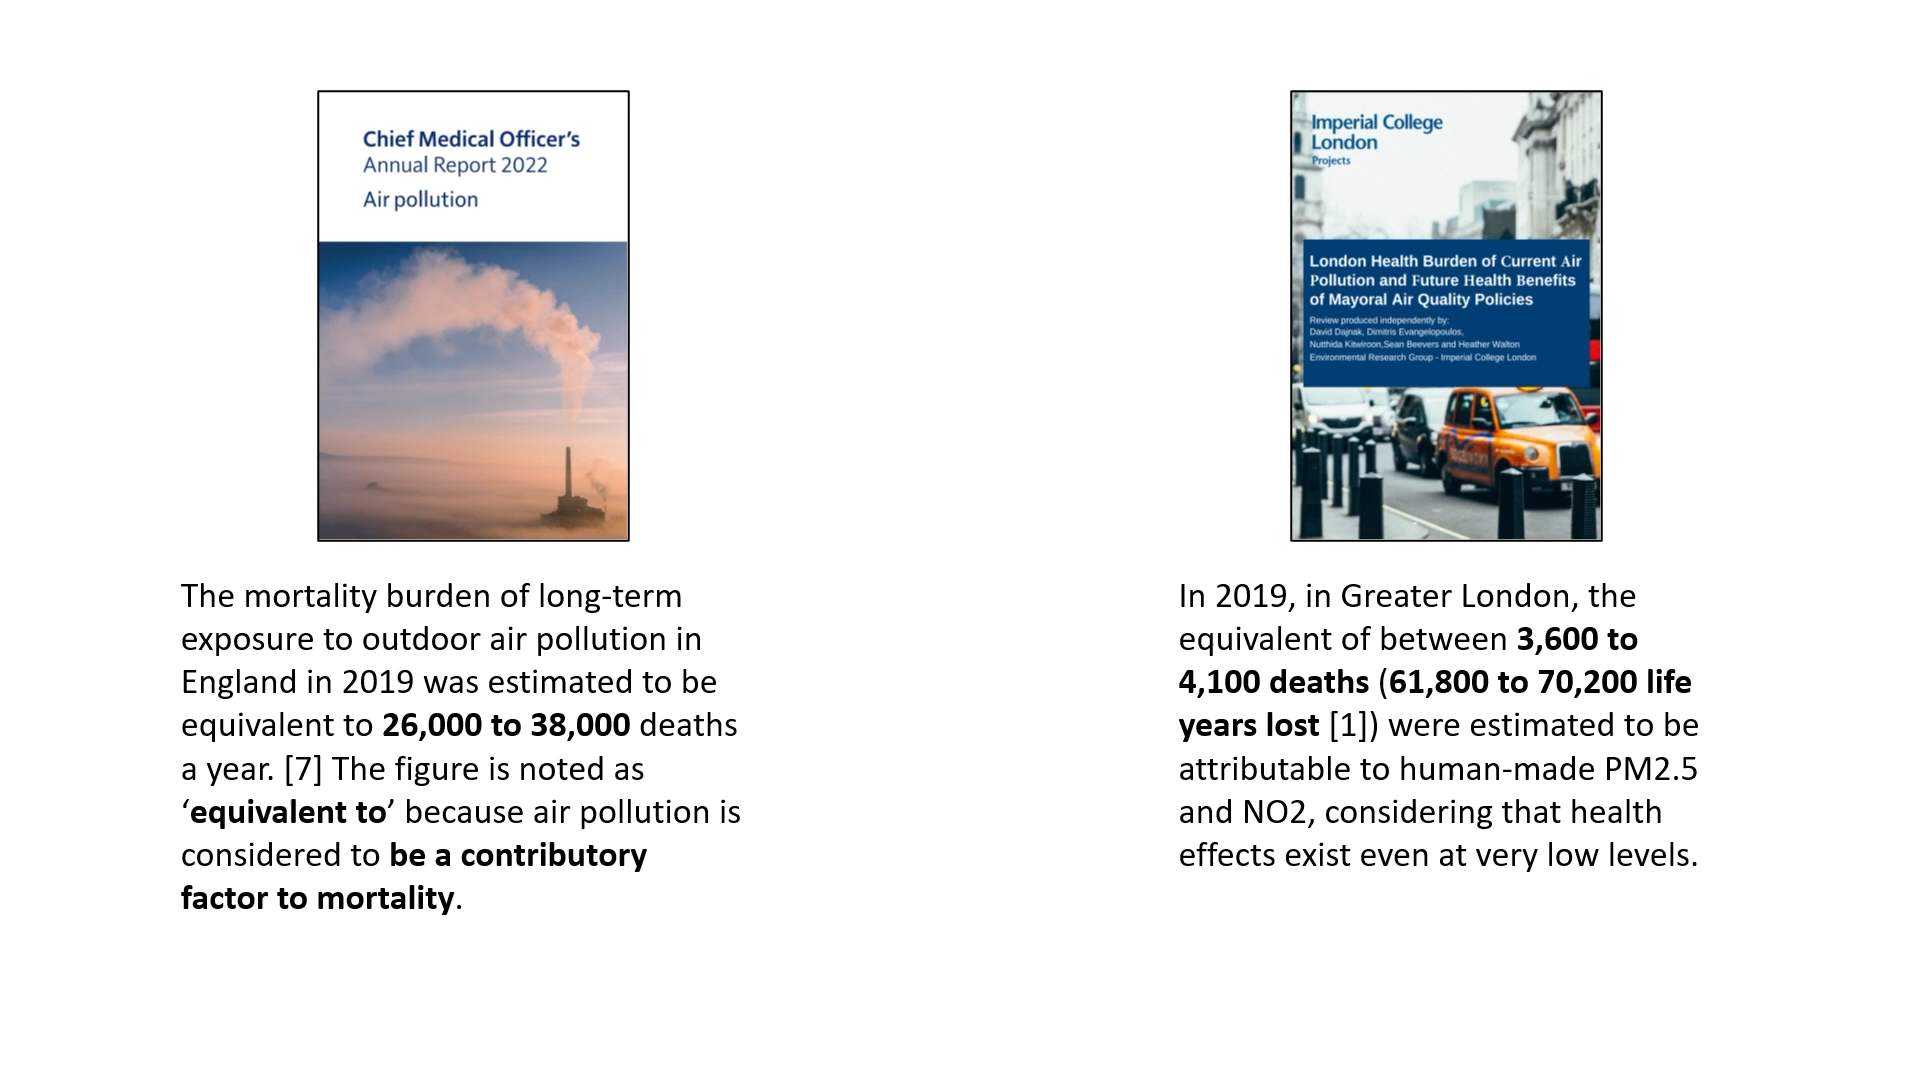 Chief Medical Officer's
Annual Report 2022
Air pollution
The mortality burden of long-term
exposure to outdoor air pollution in
England in 2019 was estimated to be
equivalent to 26,000 to 38,000 deaths
a year. [7] The figure is noted as
‘equivalent to’ because air pollution is
considered to be a contributory
factor to mortality.
Imperial College
London
Projects
London Health Burden of Current Air
Pollution and Future Health Benefits
of Mayoral Air Quality Policies
Review produced independently by:
David Dajnak, Dimitris Evangelopoulos,
Nutthida Kitwiroon,Sean Beevers and Heather Walton
Environmental Research Group - Imperial College London
In 2019, in Greater London, the
equivalent of between 3,600 to
4,100 deaths (61,800 to 70,200 life
years lost [1]) were estimated to be
attributable to human-made PM2.5
and NO2, considering that health
effects exist even at very low levels.